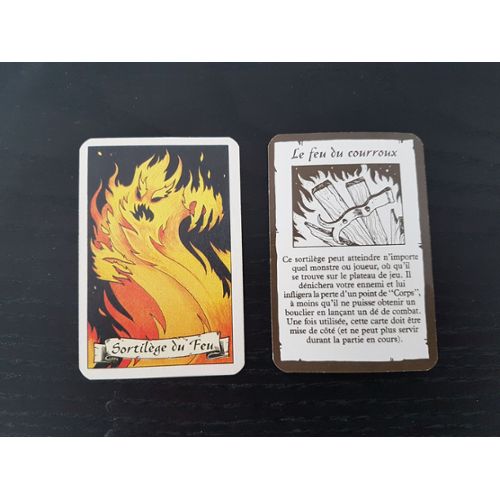 Sortilège du Feu
Le feu du courroux
Ce sortilège peut atteindre n'importe
quel monstre ou joueur, où qu'il
se trouve sur le plateau de jeu. Il
dénichera votre ennemi et lui
infligera la perte d'un point de "Corps",
à moins qu'il ne puisse obtenir un
bouclier en lançant un dé de combat.
Une fois utilisée, cette carte doit être
mise de côté (et ne peut plus servir
durant la partie en cours).